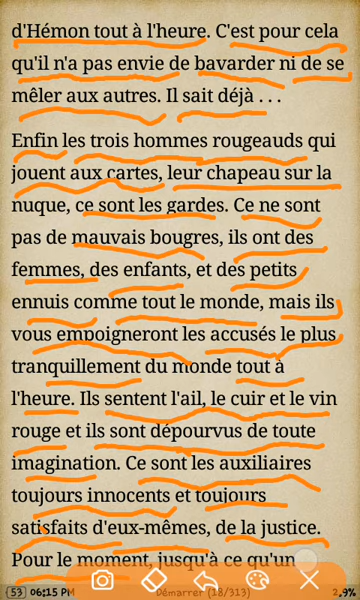 d'Hémon tout à l'heure. C'est pour cela
qu'il n'a pas envie de bavarder ni de se
mêler aux autres. Il sait déjà . . .
Enfin les trois hommes rougeauds qui
jouent aux cartes, leur chapeau sur la
nuque, ce sont les gardes. Ce ne sont
pas de mauvais bougres, ils ont des
femmes, des enfants, et des petits
ennuis comme tout le monde, mais ils
vous empoigneront les accusés le plus
tranquillement du monde tout à
l'heure. Ils sentent l'ail, le cuir et le vin
rouge et ils sont dépourvus de toute
imagination. Ce sont les auxiliaires
toujours innocents et toujours
satisfaits d'eux-mêmes, de la justice.
Pour le moment, jusqu'à ce qu'un
(53) 06:15 PM Démarrer (18/313) 2.9%